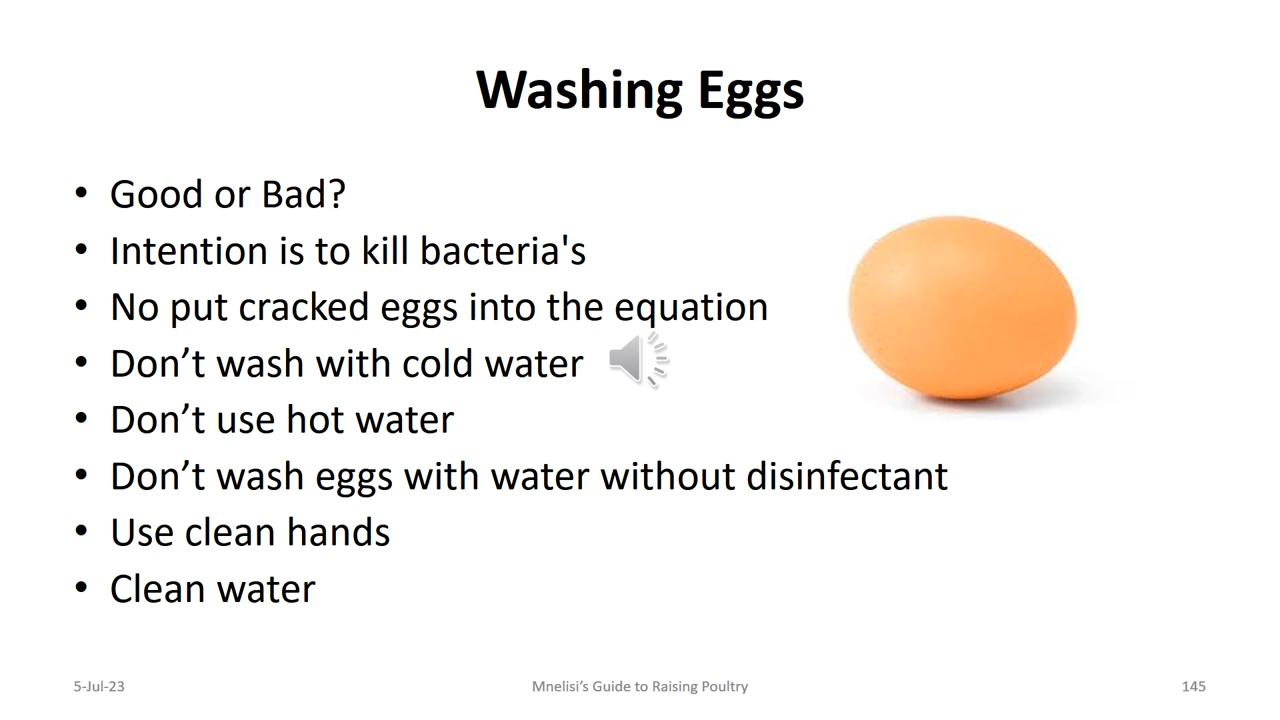 Washing Eggs
• Good or Bad?
• Intention is to kill bacteria's
• No put cracked eggs into the equation
• Don’t wash with cold water
• Don’t use hot water
• Don’t wash eggs with water without disinfectant
• Use clean hands
• Clean water
5-Jul-23
Mnelisi’s Guide to Raising Poultry
145